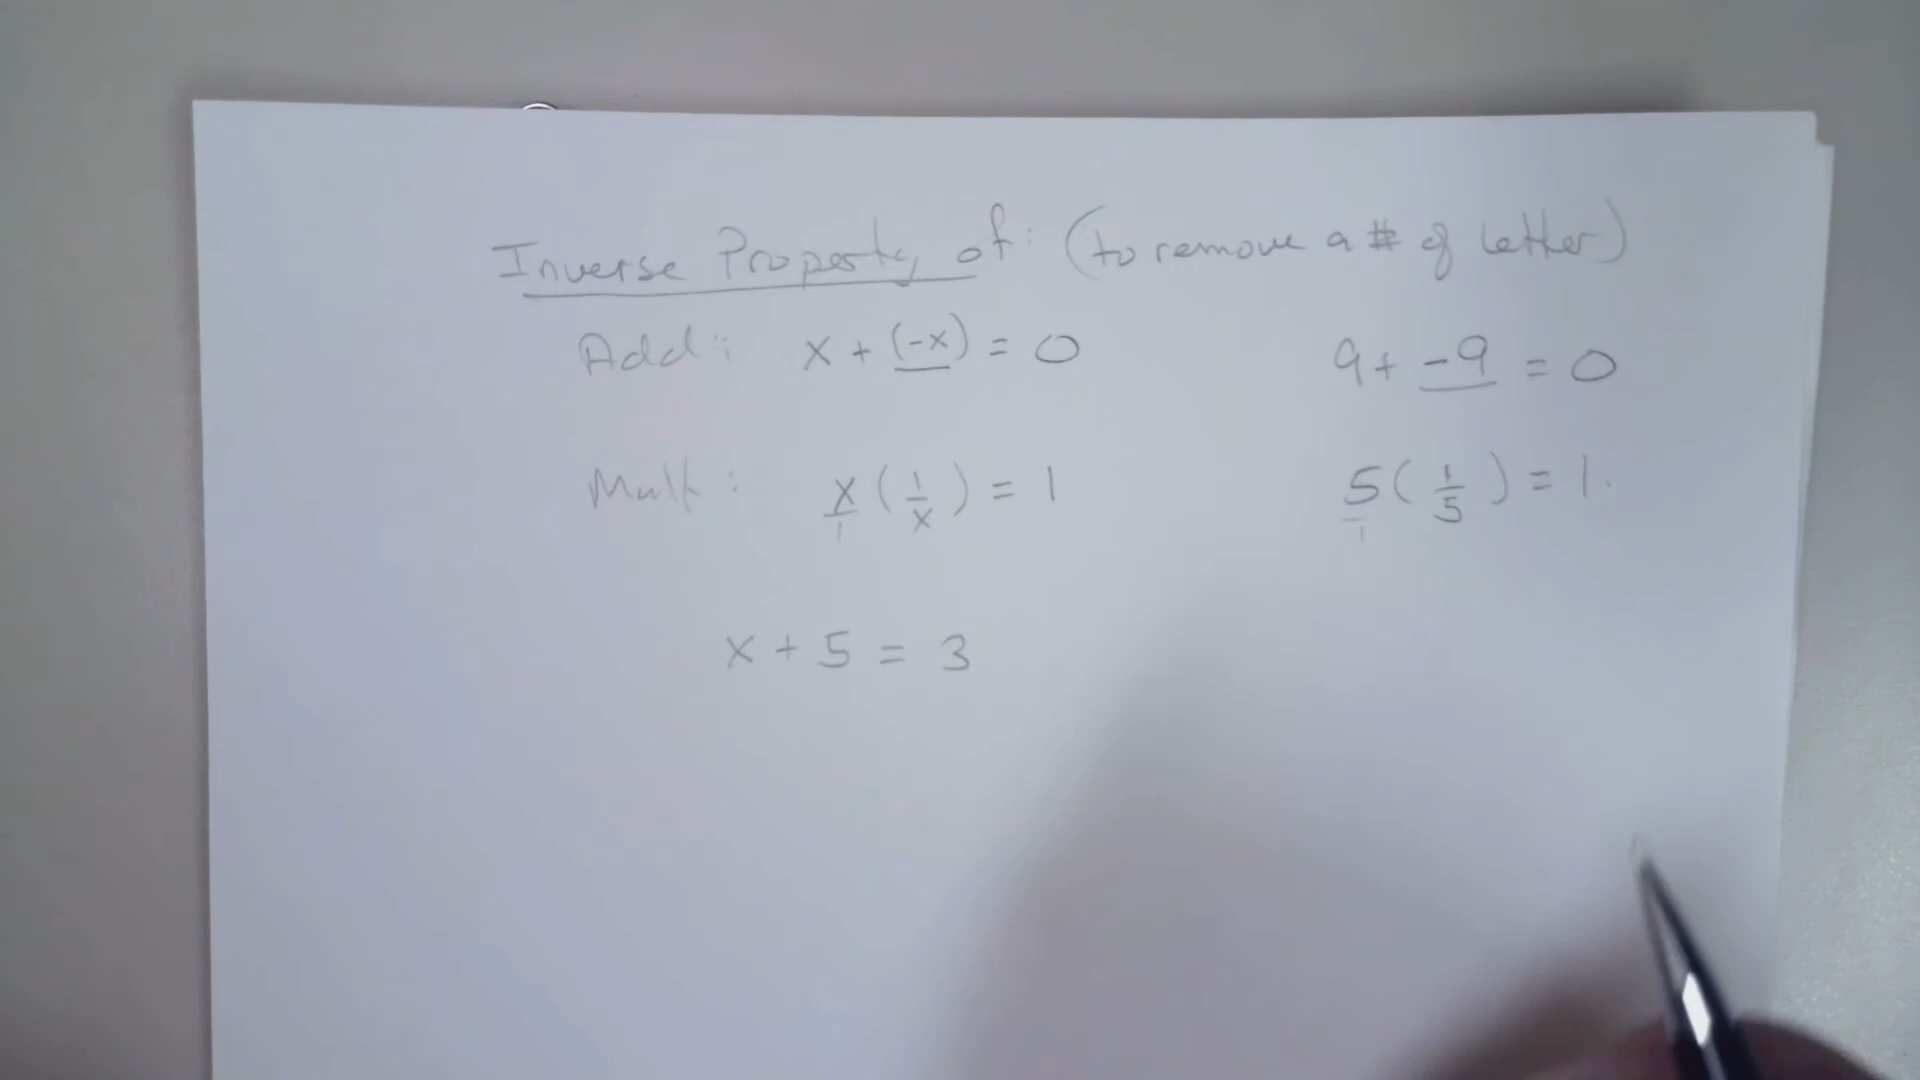 Inverse Property of: (to remove a # of letter)
Add: x + (-x) = 0 9 + -9 = 0
Mult: x/1 (1/x) = 1 5/1 (1/5) = 1.
x + 5 = 3